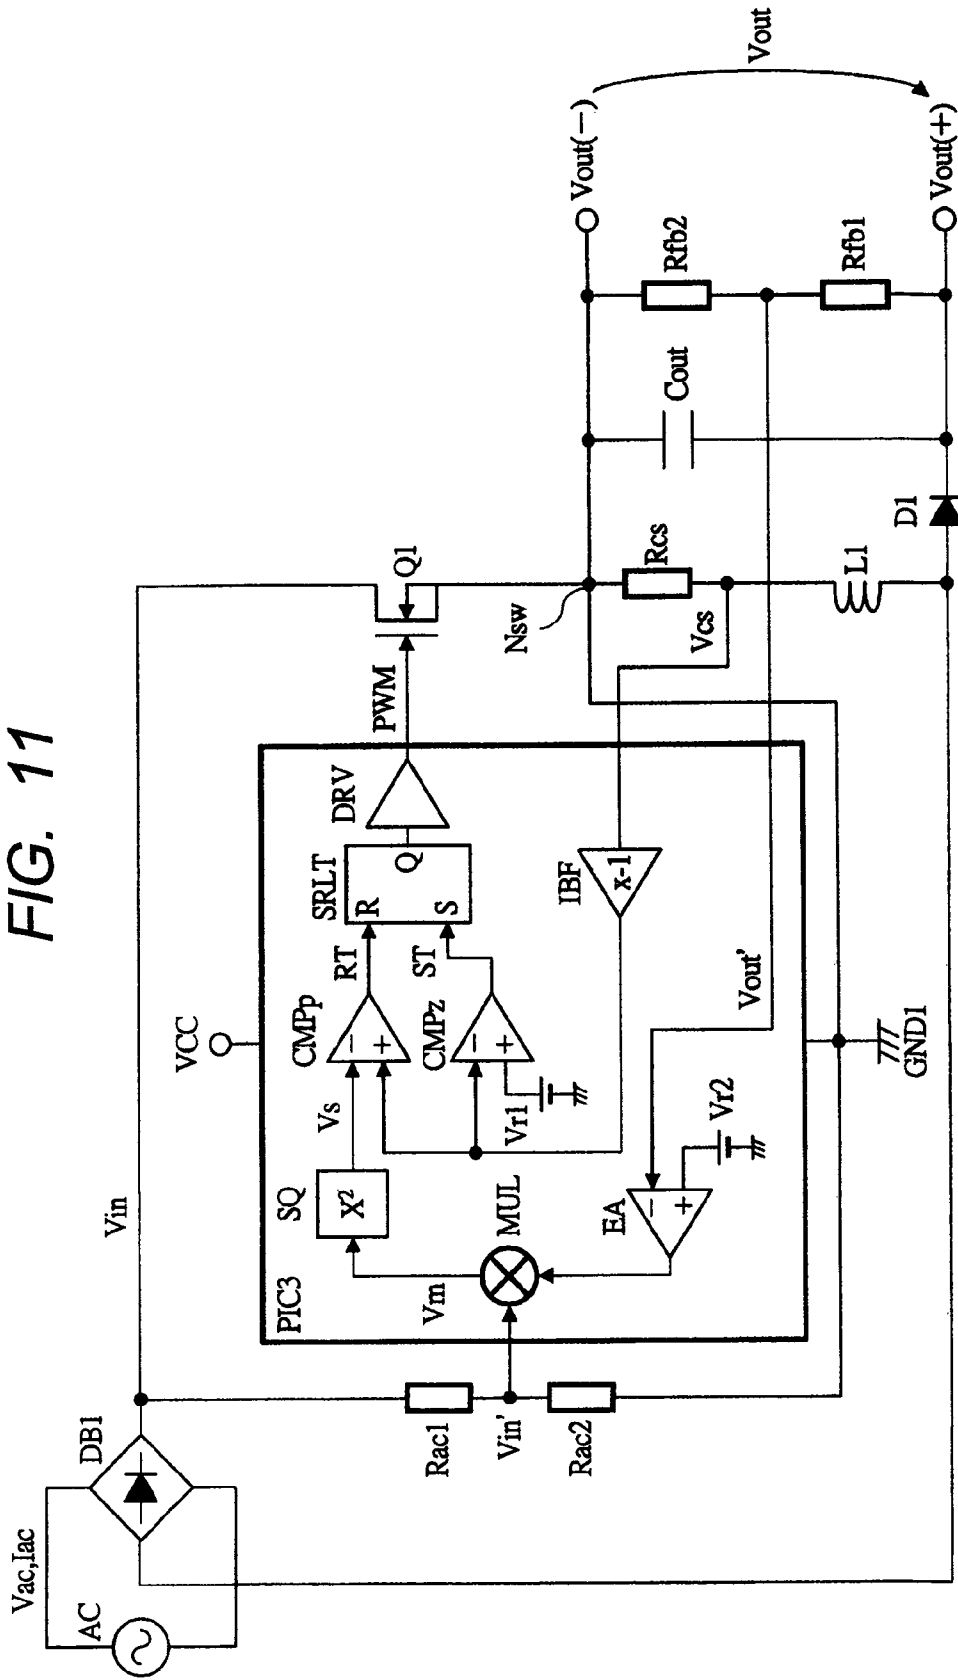 FIG. 11
AC
Vac,Iac
DB1
Vin
VCC
Rac1
Vin'
Rac2
PIC3
SQ
X²
Vs
Vm
MUL
CMPp
−
+
RT
CMPz
−
+
ST
Vr1
SRLT
R
S
Q
DRV
PWM
Q1
EA
−
+
Vr2
IBF
x-1
Vout'
GND1
Nsw
Vcs
Rcs
L1
D1
Cout
Rfb2
Rfb1
Vout(−)
Vout(+)
Vout